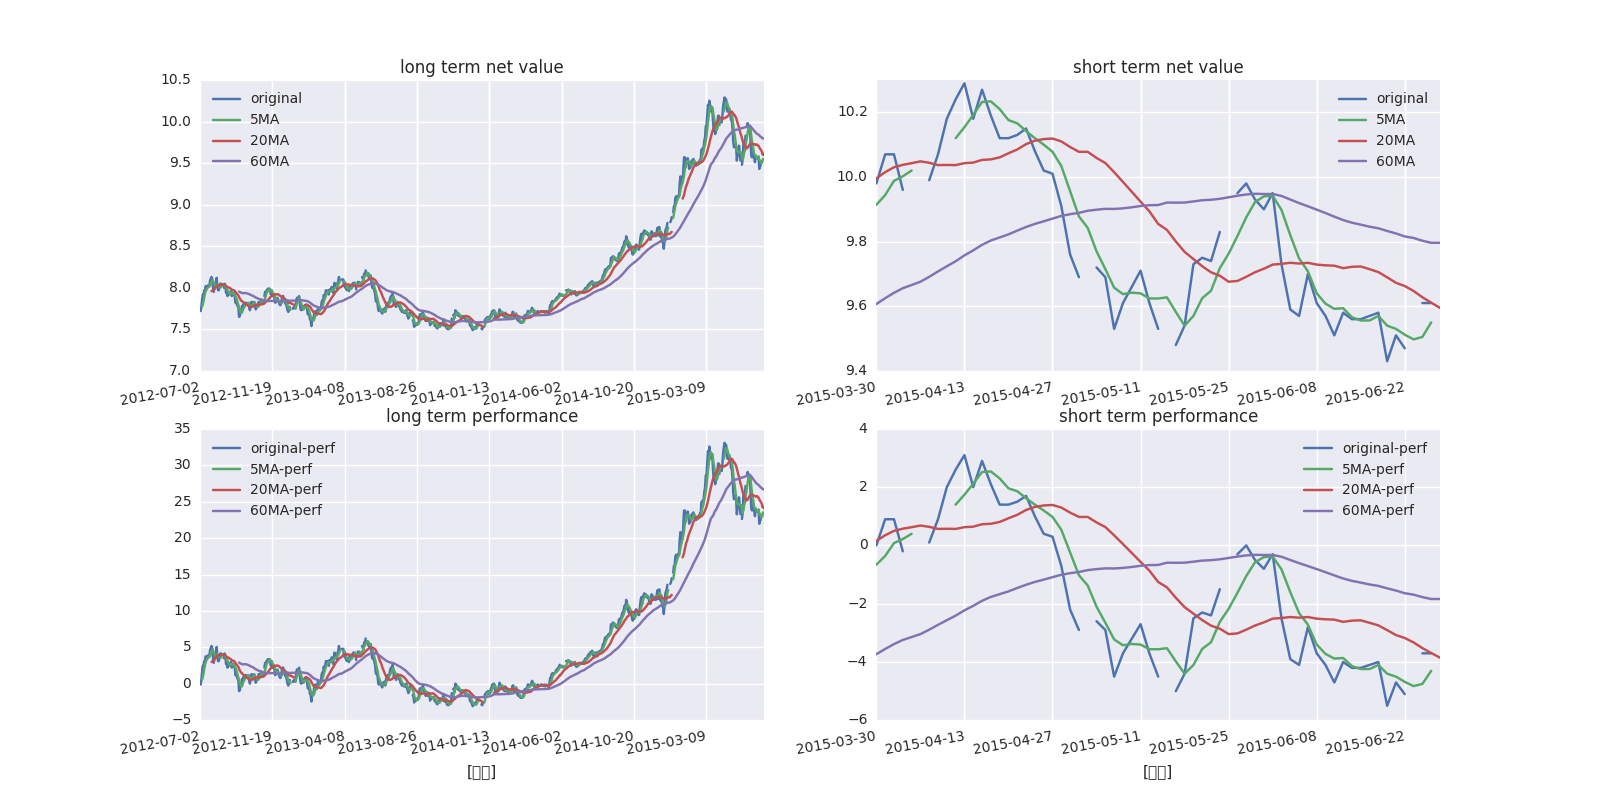 long term net value
10.5
10.0
9.5
9.0
8.5
8.0
7.5
7.0
original
5MA
20MA
60MA
2012-07-02
2012-11-19
2013-04-08
2013-08-26
2014-01-13
2014-06-02
2014-10-20
2015-03-09
short term net value
10.2
10.0
9.8
9.6
9.4
original
5MA
20MA
60MA
2015-03-30
2015-04-13
2015-04-27
2015-05-11
2015-05-25
2015-06-08
2015-06-22
long term performance
35
30
25
20
15
10
5
0
−5
original-perf
5MA-perf
20MA-perf
60MA-perf
2012-07-02
2012-11-19
2013-04-08
2013-08-26
2014-01-13
2014-06-02
2014-10-20
2015-03-09
short term performance
4
2
0
−2
−4
−6
original-perf
5MA-perf
20MA-perf
60MA-perf
2015-03-30
2015-04-13
2015-04-27
2015-05-11
2015-05-25
2015-06-08
2015-06-22